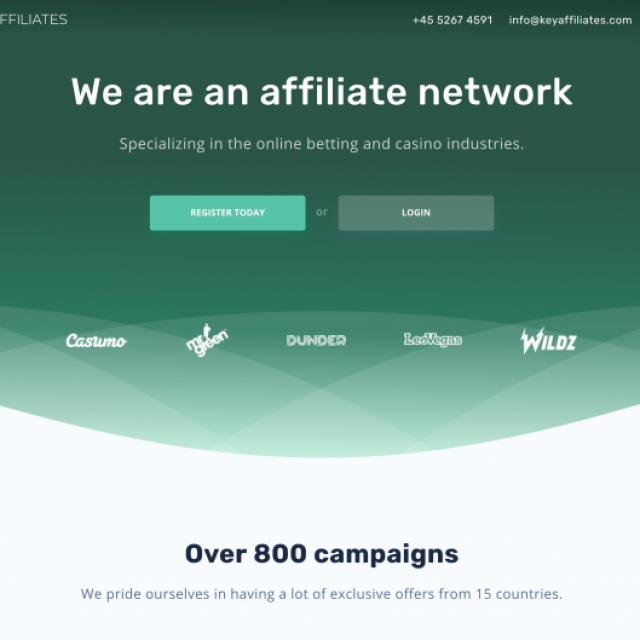 FFILIATES
+45 5267 4591 info@keyaffiliates.com
We are an affiliate network
Specializing in the online betting and casino industries.
REGISTER TODAY or LOGIN
Casumo mr green DUNDER LeoVegas WILDZ
Over 800 campaigns
We pride ourselves in having a lot of exclusive offers from 15 countries.